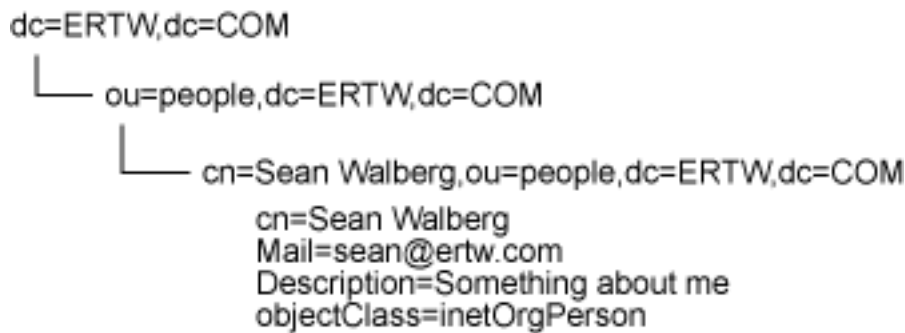 dc=ERTW,dc=COM
ou=people,dc=ERTW,dc=COM
cn=Sean Walberg,ou=people,dc=ERTW,dc=COM
cn=Sean Walberg
Mail=sean@ertw.com
Description=Something about me
objectClass=inetOrgPerson